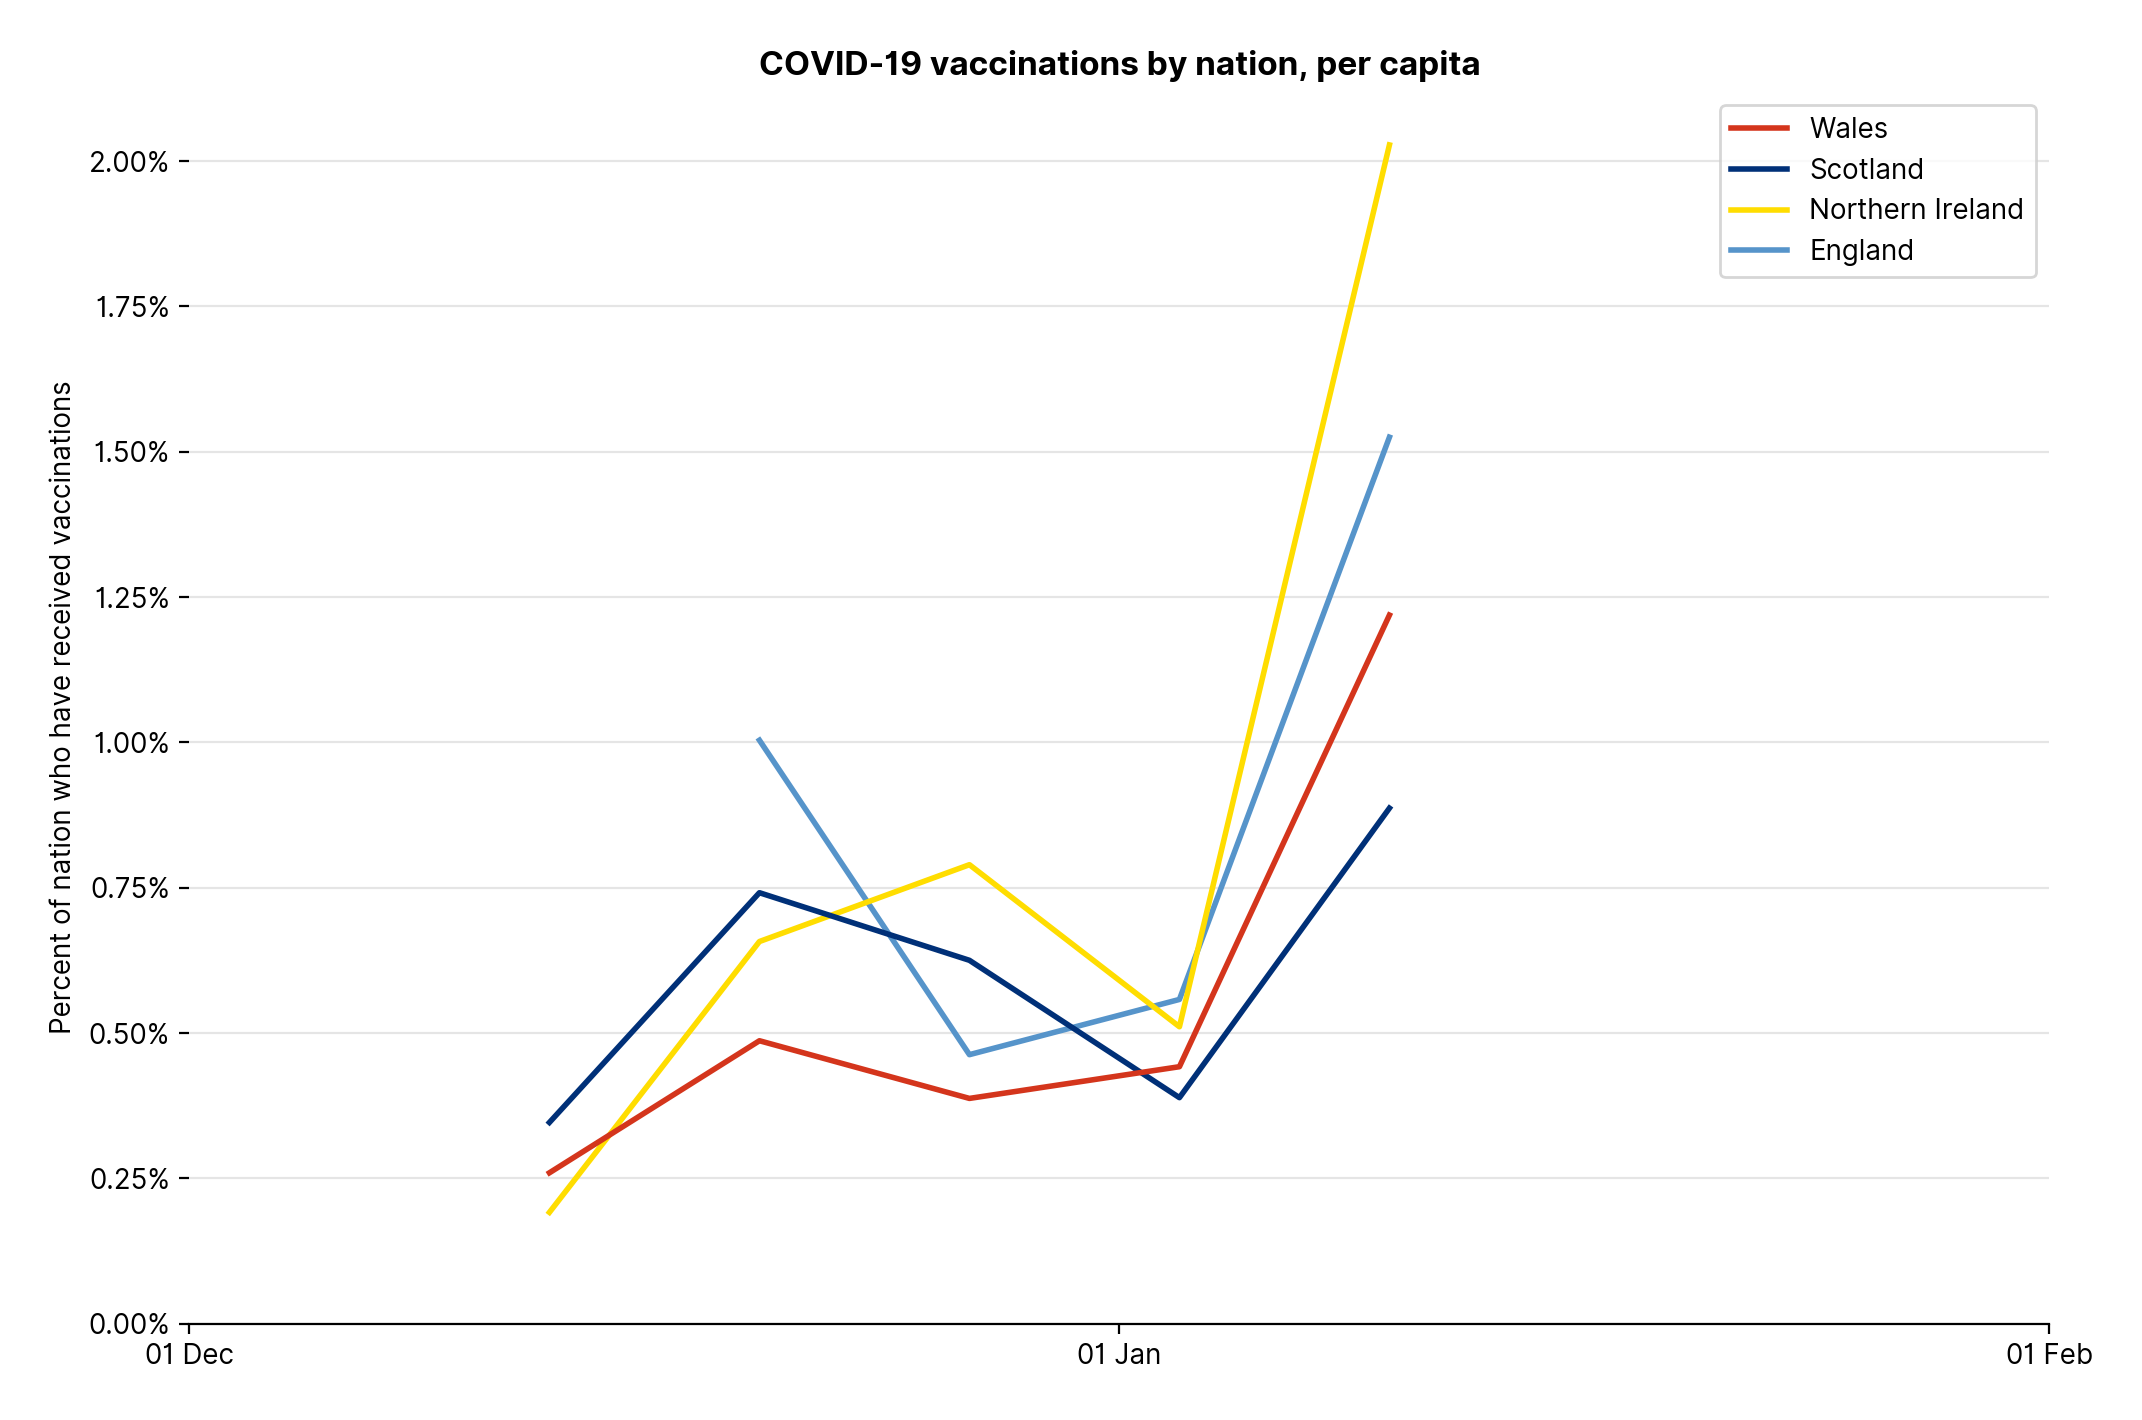 COVID-19 vaccinations by nation, per capita
Wales
Scotland
Northern Ireland
England
Percent of nation who have received vaccinations
2.00%
1.75%
1.50%
1.25%
1.00%
0.75%
0.50%
0.25%
0.00%
01 Dec
01 Jan
01 Feb